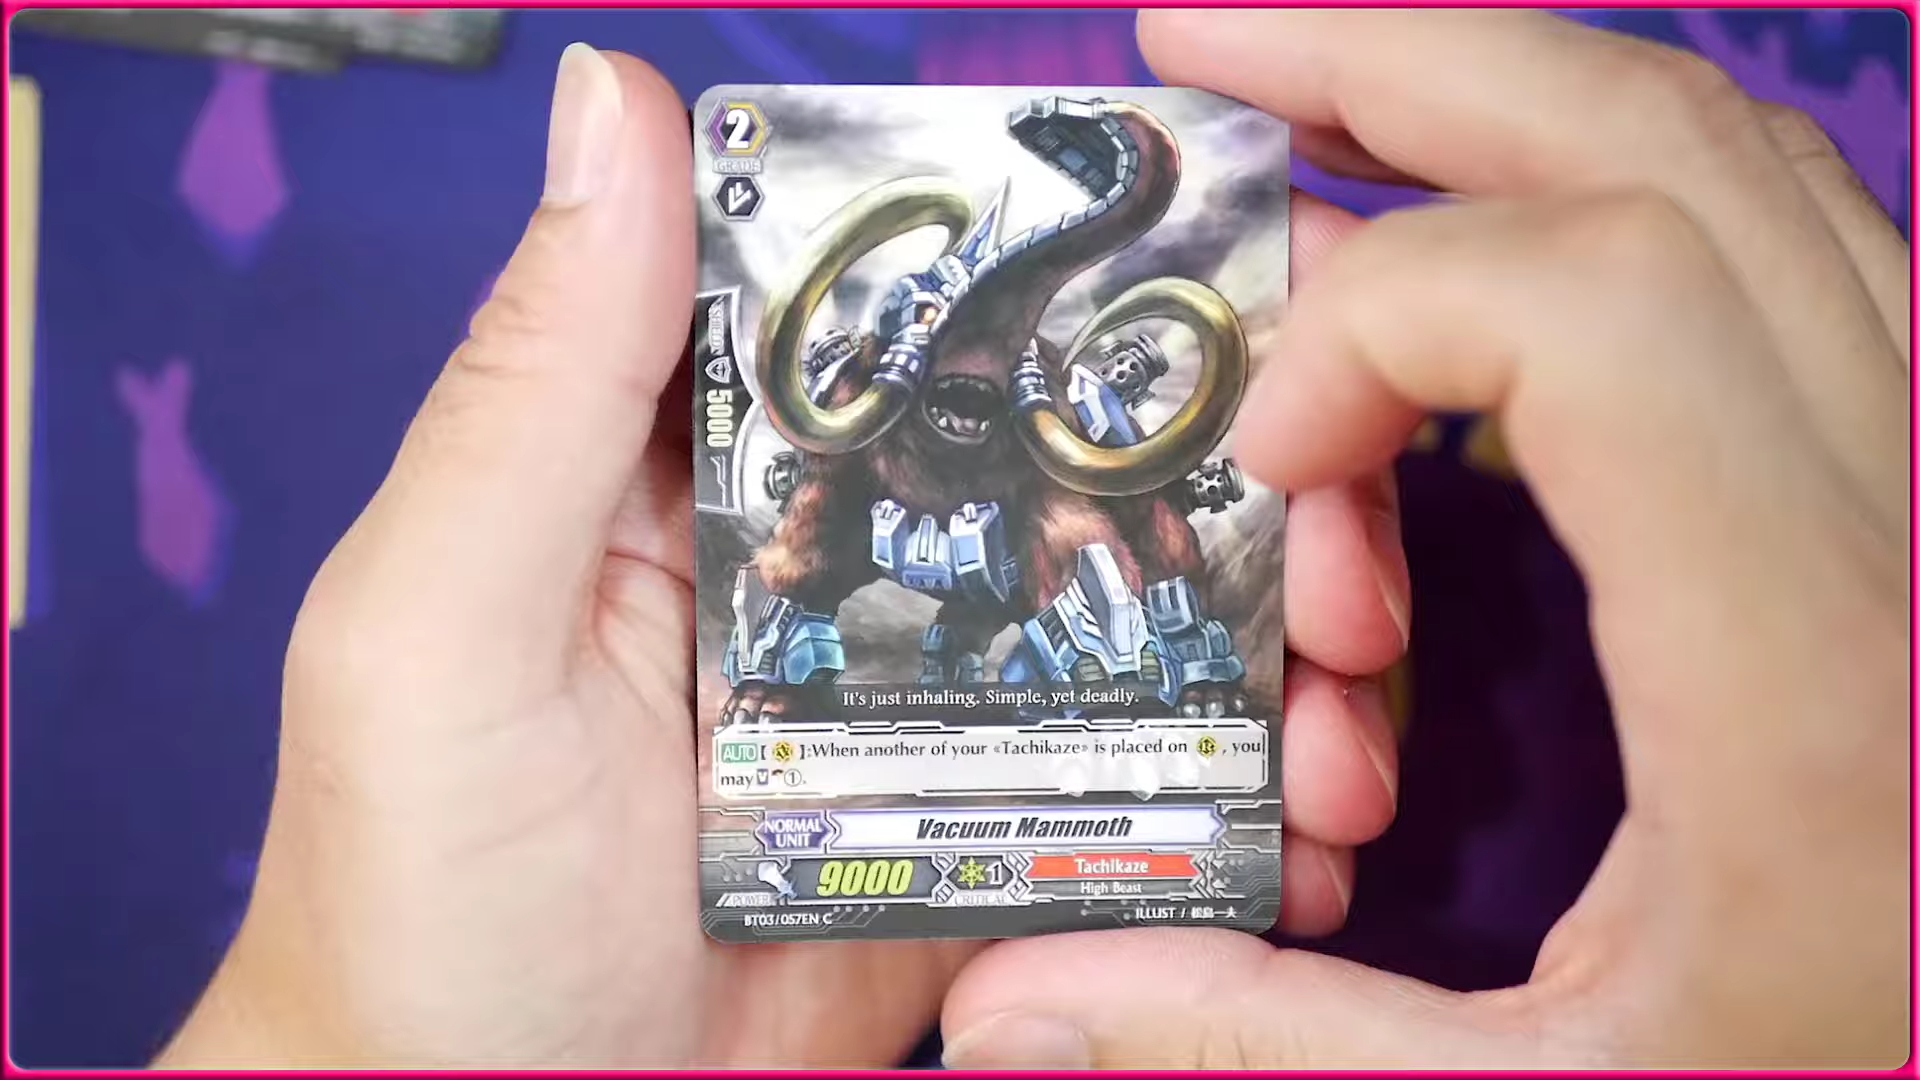 2
GRADE
SHIELD
5000
It's just inhaling. Simple, yet deadly.
AUTO [ ]:When another of your «Tachikaze» is placed on , you
may V ①.
NORMAL
UNIT
Vacuum Mammoth
POWER
9000
1
CRITICAL
Tachikaze
High Beast
BT03/057EN C
ILLUST / 松島一夫